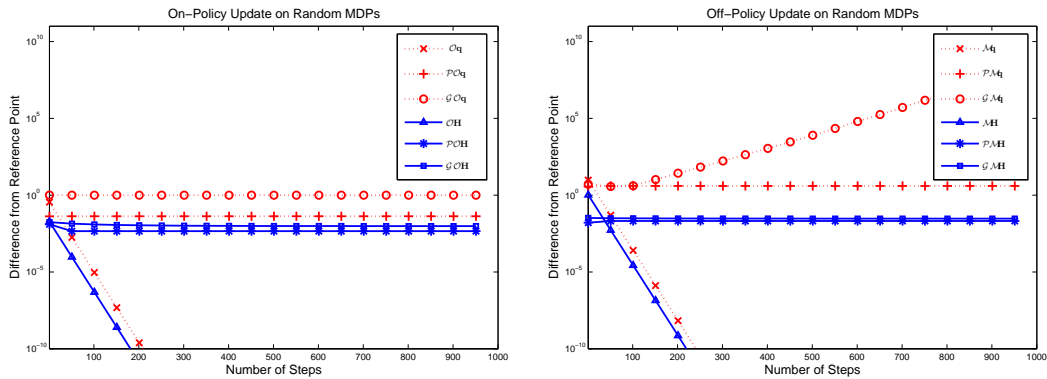 On-Policy Update on Random MDPs
Difference from Reference Point
10^10
10^5
10^0
10^-5
10^-10
100 200 300 400 500 600 700 800 900 1000
Number of Steps
𝒪q
𝒫𝒪q
𝒢𝒪q
𝒪H
𝒫𝒪H
𝒢𝒪H
Off-Policy Update on Random MDPs
Difference from Reference Point
10^10
10^5
10^0
10^-5
10^-10
100 200 300 400 500 600 700 800 900 1000
Number of Steps
ℳq
𝒫ℳq
𝒢ℳq
ℳH
𝒫ℳH
𝒢ℳH